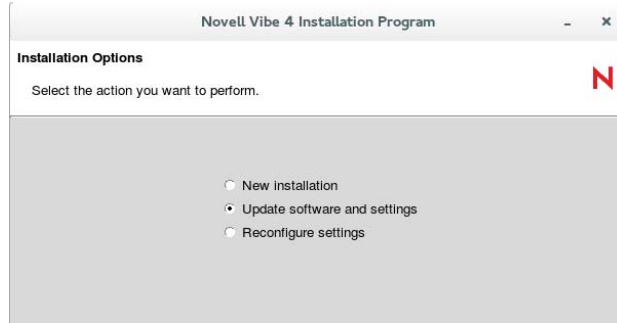 Novell Vibe 4 Installation Program
Installation Options
Select the action you want to perform.
N
New installation
Update software and settings
Reconfigure settings